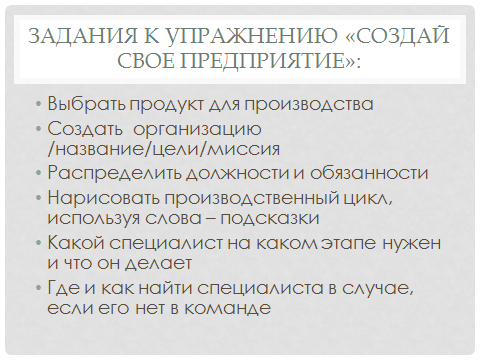 ЗАДАНИЯ К УПРАЖНЕНИЮ «СОЗДАЙ
СВОЕ ПРЕДПРИЯТИЕ»:
• Выбрать продукт для производства
• Создать организацию
/название/цели/миссия
• Распределить должности и обязанности
• Нарисовать производственный цикл,
используя слова – подсказки
• Какой специалист на каком этапе нужен
и что он делает
• Где и как найти специалиста в случае,
если его нет в команде